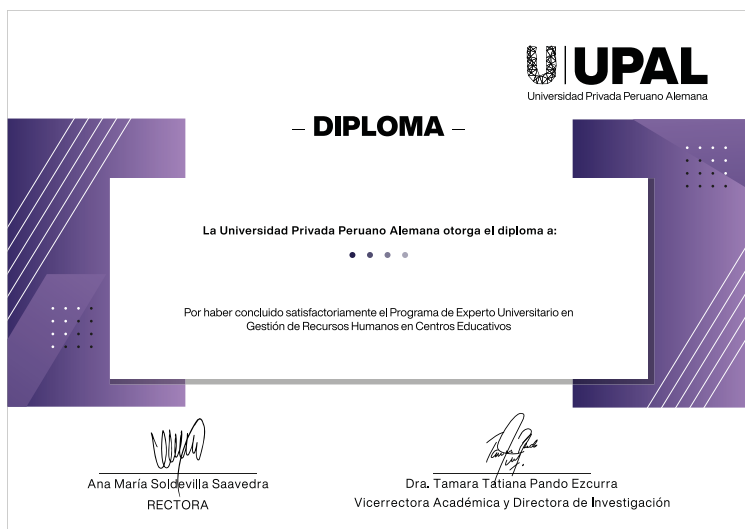 UPAL
Universidad Privada Peruano Alemana
– DIPLOMA –
La Universidad Privada Peruano Alemana otorga el diploma a:
Por haber concluido satisfactoriamente el Programa de Experto Universitario en
Gestión de Recursos Humanos en Centros Educativos
Ana María Soldevilla Saavedra
RECTORA
Dra. Tamara Tatiana Pando Ezcurra
Vicerrectora Académica y Directora de Investigación